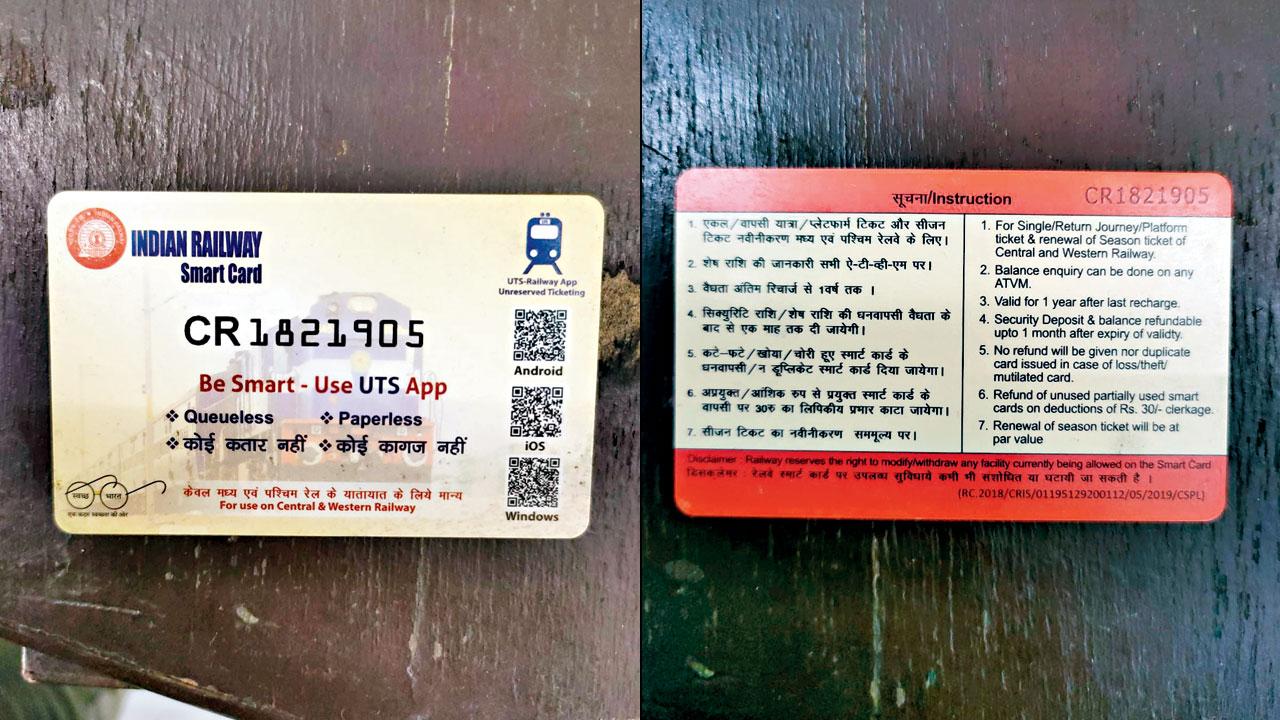 INDIAN RAILWAY
Smart Card
UTS-Railway App
Unreserved Ticketing
CR1821905
Android
Be Smart - Use UTS App
❖ Queueless ❖ Paperless
❖ कोई कतार नहीं ❖ कोई कागज नहीं
iOS
Windows
स्वच्छ भारत
एक कदम स्वच्छता की ओर
केवल मध्य एवं पश्चिम रेल के यातायात के लिये मान्य
For use on Central & Western Railway
सूचना/Instruction
CR1821905
1. एकल/वापसी यात्रा/प्लेटफार्म टिकट और सीजन
टिकट नवीनीकरण मध्य एवं पश्चिम रेलवे के लिए।
2. शेष राशि की जानकारी सभी ऐ-टी-व्ही-एम पर।
3. वैधता अंतिम रिचार्ज से 1वर्ष तक ।
4. सिक्युरिटि राशि/शेष राशि की धनवापसी वैधता के
बाद से एक माह तक दी जायेगी।
5. कटे-फटे/खोया/चोरी हुए स्मार्ट कार्ड के
धनवापसी/न डूप्लिकेट स्मार्ट कार्ड दिया जायेगा।
6. अप्रयुक्त/आंशिक रुप से प्रयुक्त स्मार्ट कार्ड के
वापसी पर 30रु का लिपिकीय प्रभार काटा जायेगा।
7. सीजन टिकट का नवीनीकरण सममूल्य पर।
1. For Single/Return Journey/Platform
ticket & renewal of Season ticket of
Central and Western Railway.
2. Balance enquiry can be done on any
ATVM.
3. Valid for 1 year after last recharge.
4. Security Deposit & balance refundable
upto 1 month after expiry of validty.
5. No refund will be given nor duplicate
card issued in case of loss/theft/
mutilated card.
6. Refund of unused partially used smart
cards on deductions of Rs. 30/- clerkage.
7. Renewal of season ticket will be at
par value
Disclaimer : Railway reserves the right to modify/withdraw any facility currently being allowed on the Smart Card
डिसकलेमर : रेलवे स्मार्ट कार्ड पर उपलब्ध सुविधाये कभी भी संशोधित या घटायी जा सकती है ।
(RC.2018/CRIS/01195129200112/05/2019/CSPL)